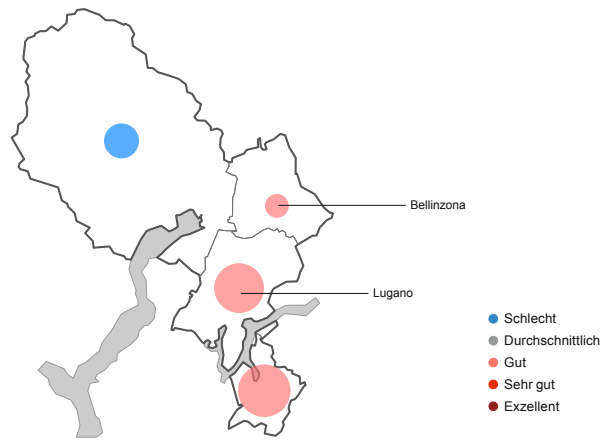 Bellinzona
Lugano
Schlecht
Durchschnittlich
Gut
Sehr gut
Exzellent